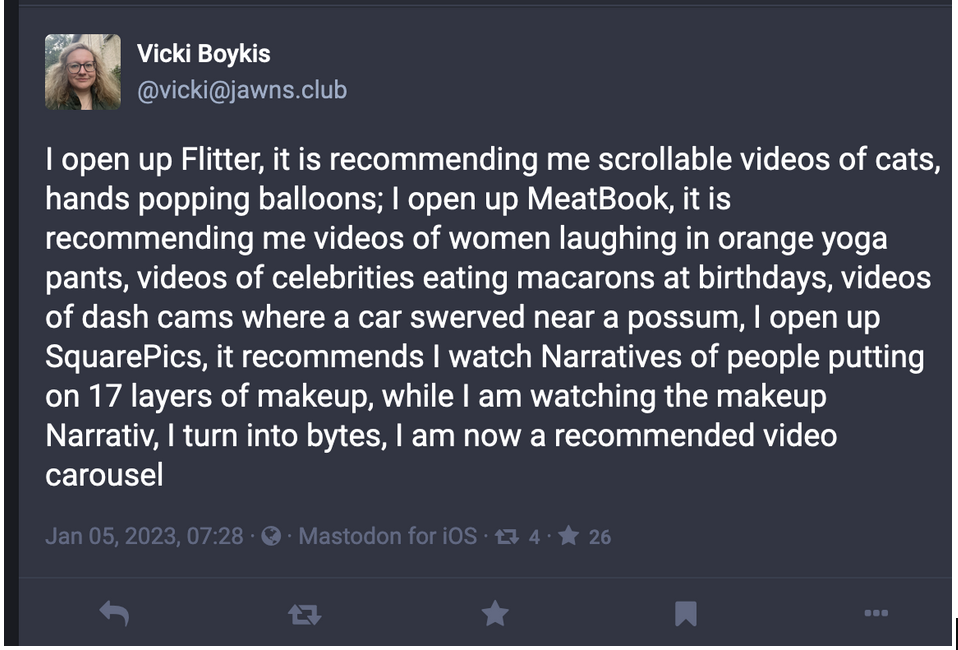 Vicki Boykis
@vicki@jawns.club
I open up Flitter, it is recommending me scrollable videos of cats,
hands popping balloons; I open up MeatBook, it is
recommending me videos of women laughing in orange yoga
pants, videos of celebrities eating macarons at birthdays, videos
of dash cams where a car swerved near a possum, I open up
SquarePics, it recommends I watch Narratives of people putting
on 17 layers of makeup, while I am watching the makeup
Narrativ, I turn into bytes, I am now a recommended video
carousel
Jan 05, 2023, 07:28 · · Mastodon for iOS · 4 · 26